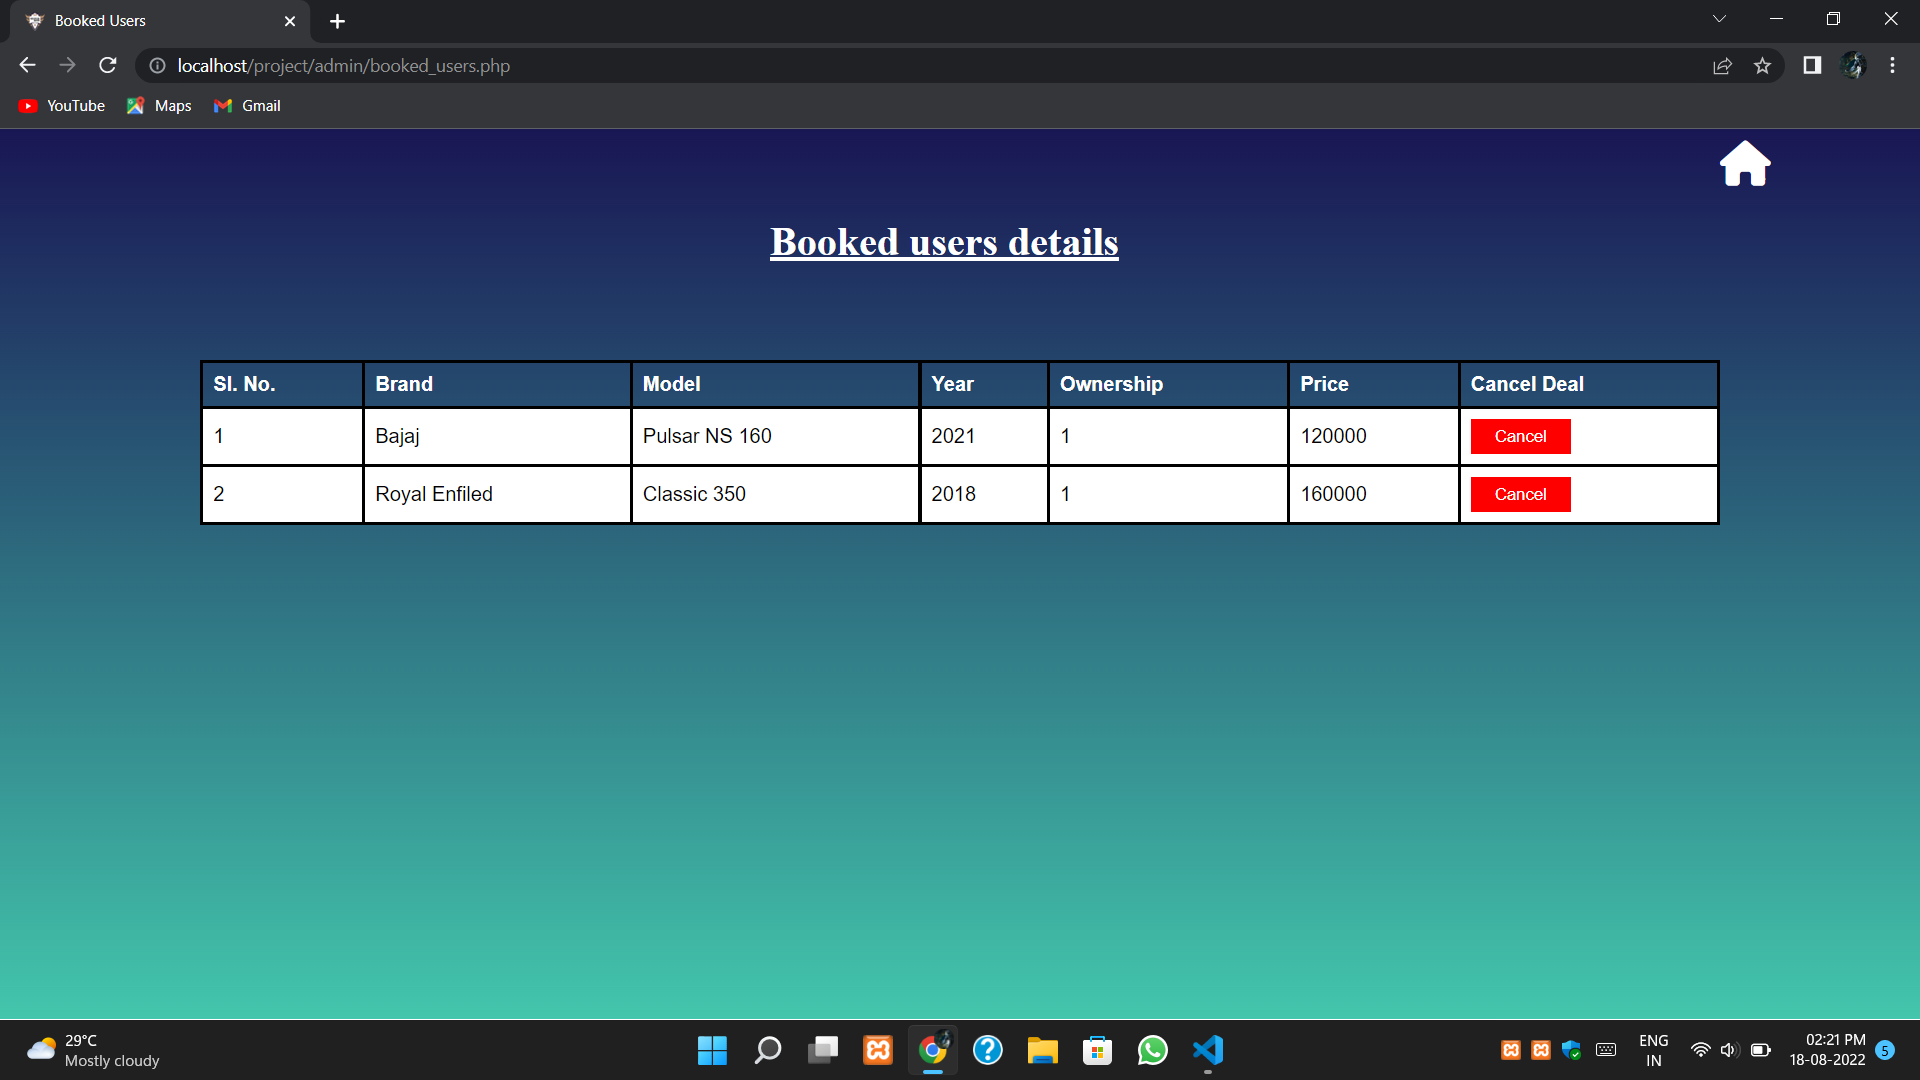 Booked Users
localhost/project/admin/booked_users.php
YouTube Maps Gmail
Booked users details
Sl. No. Brand Model Year Ownership Price Cancel Deal
1 Bajaj Pulsar NS 160 2021 1 120000 Cancel
2 Royal Enfiled Classic 350 2018 1 160000 Cancel
29°C
Mostly cloudy
ENG
IN
02:21 PM
18-08-2022
5